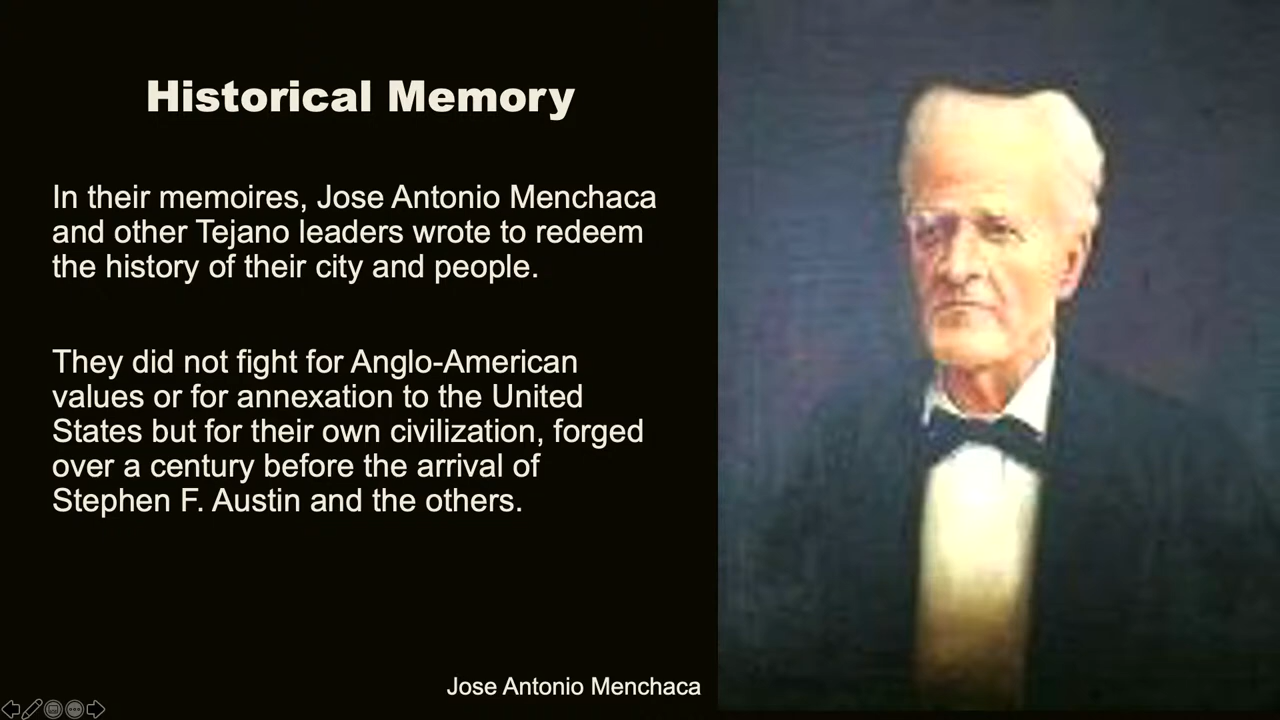 Historical Memory
In their memoires, Jose Antonio Menchaca
and other Tejano leaders wrote to redeem
the history of their city and people.
They did not fight for Anglo-American
values or for annexation to the United
States but for their own civilization, forged
over a century before the arrival of
Stephen F. Austin and the others.
Jose Antonio Menchaca